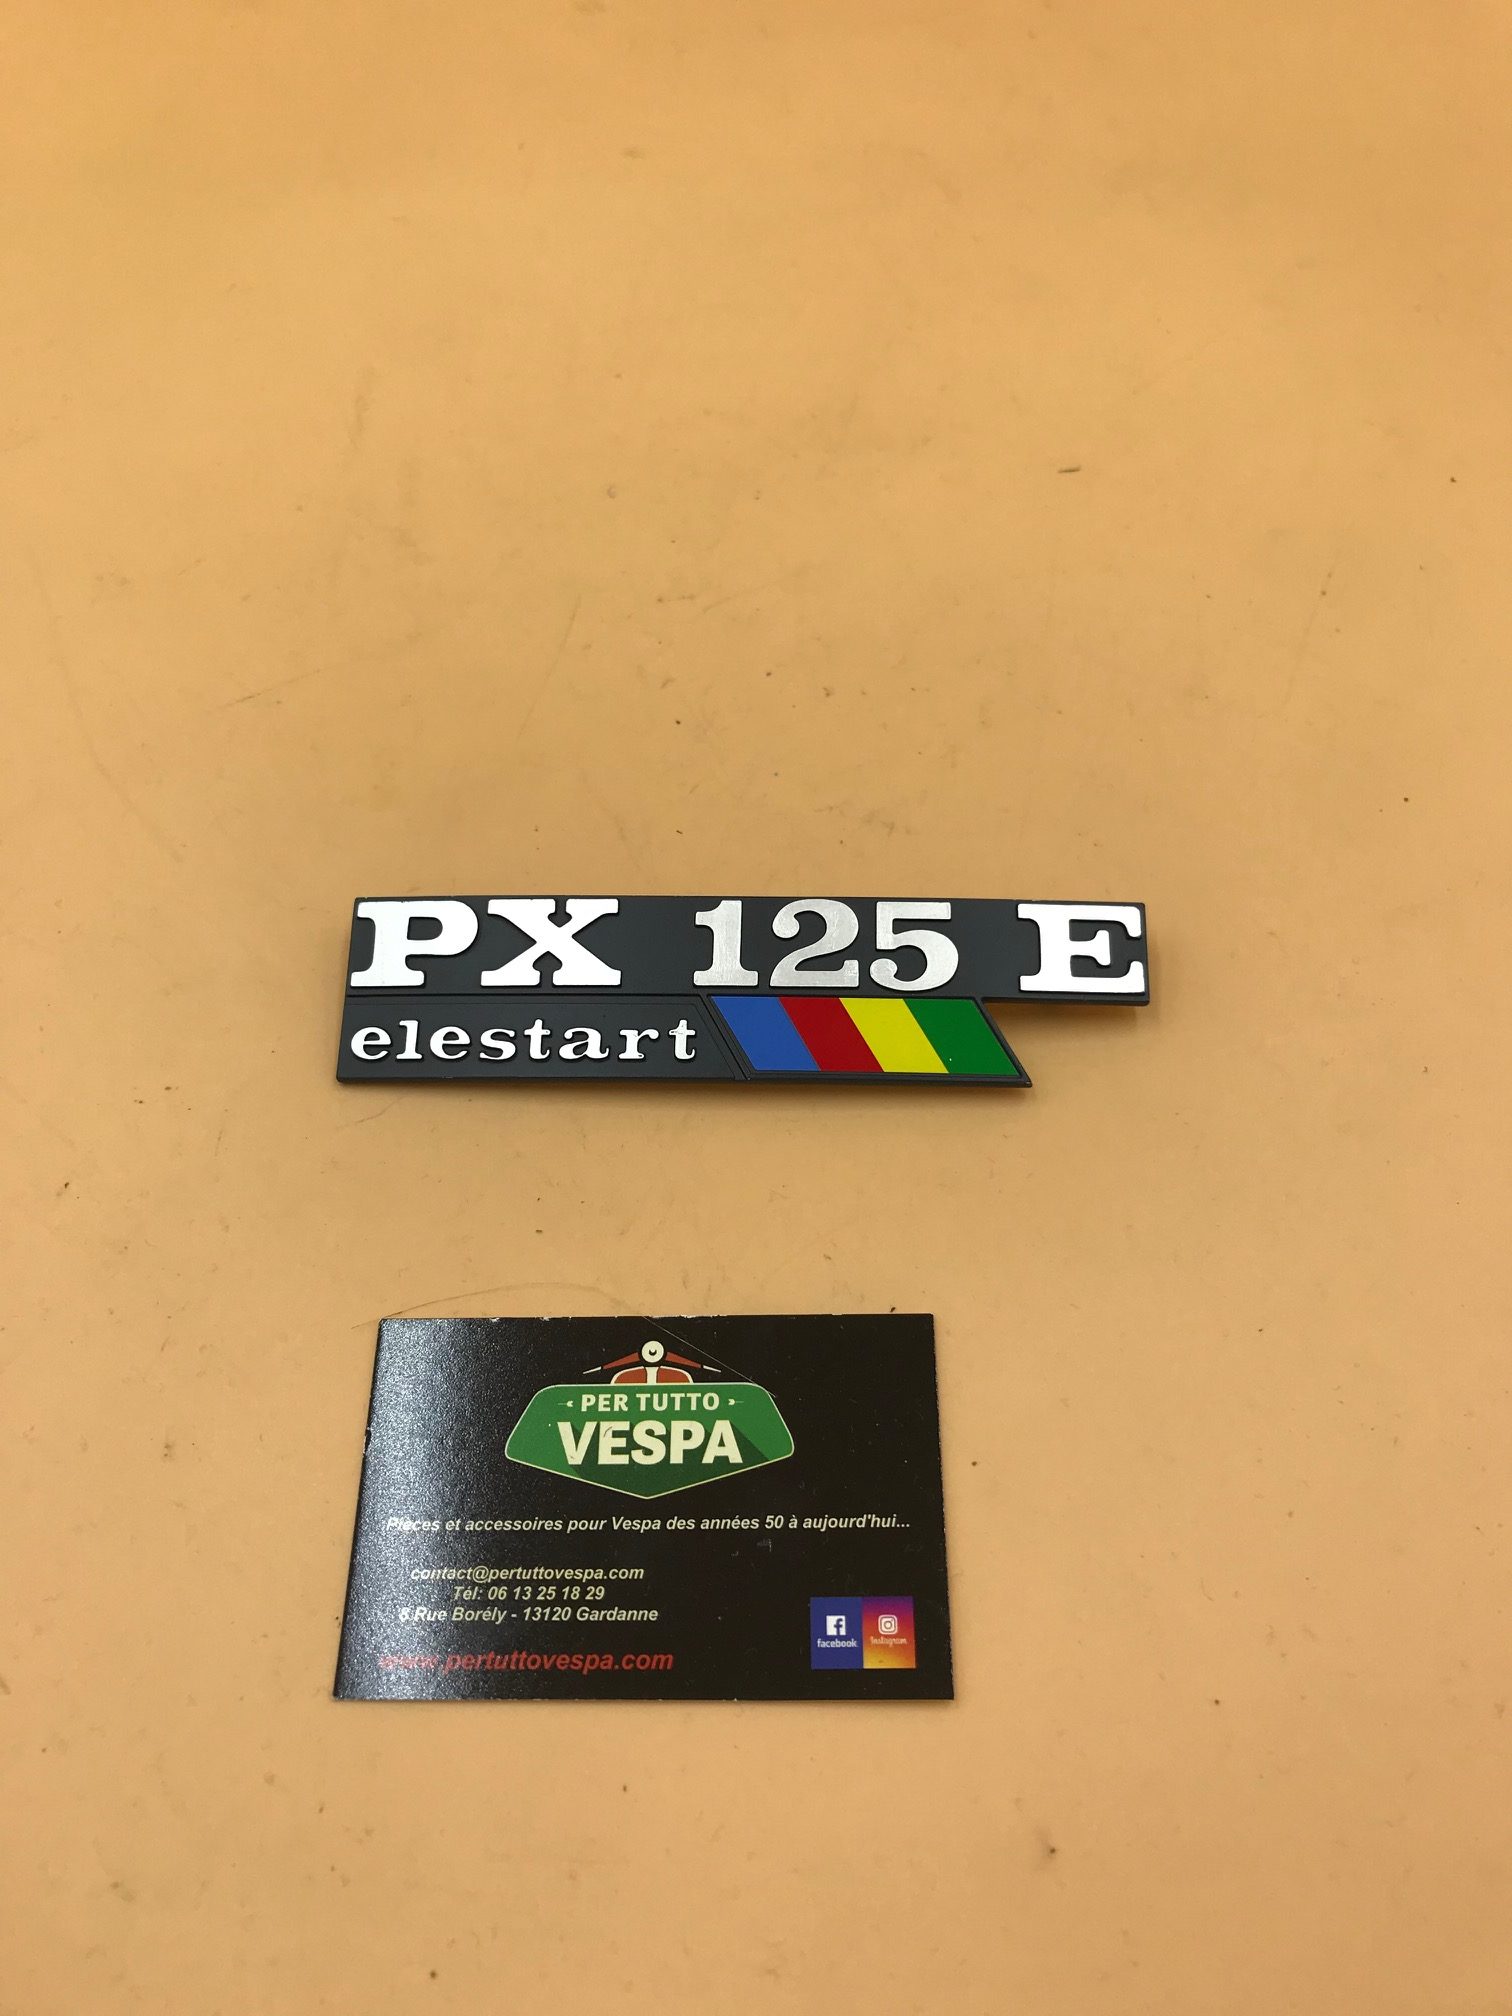 PX 125 E
elestart
PER TUTTO
VESPA
Pièces et accessoires pour Vespa des années 50 à aujourd'hui...
contact@pertuttovespa.com
Tél: 06 13 25 18 29
Rue Borély - 13120 Gardanne
www.pertuttovespa.com
facebook
Instagram